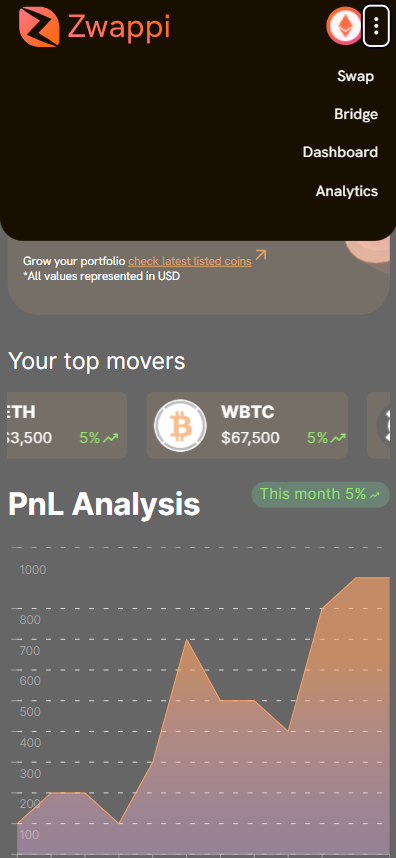 Zwappi
Swap
Bridge
Dashboard
Analytics
Grow your portfolio check latest listed coins
*All values represented in USD
Your top movers
ETH
$3,500 5%
WBTC
$67,500 5%
PnL Analysis
This month 5%
1000
800
700
600
500
400
300
200
100